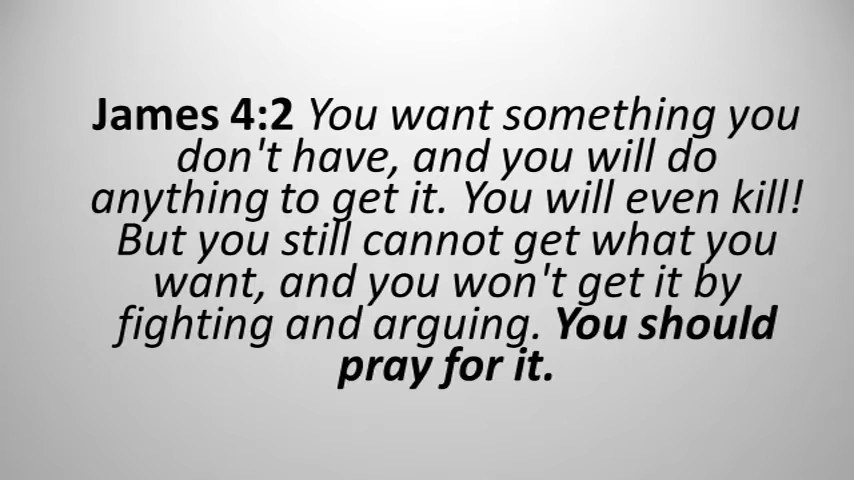 James 4:2 You want something you
don't have, and you will do
anything to get it. You will even kill!
But you still cannot get what you
want, and you won't get it by
fighting and arguing. You should
pray for it.